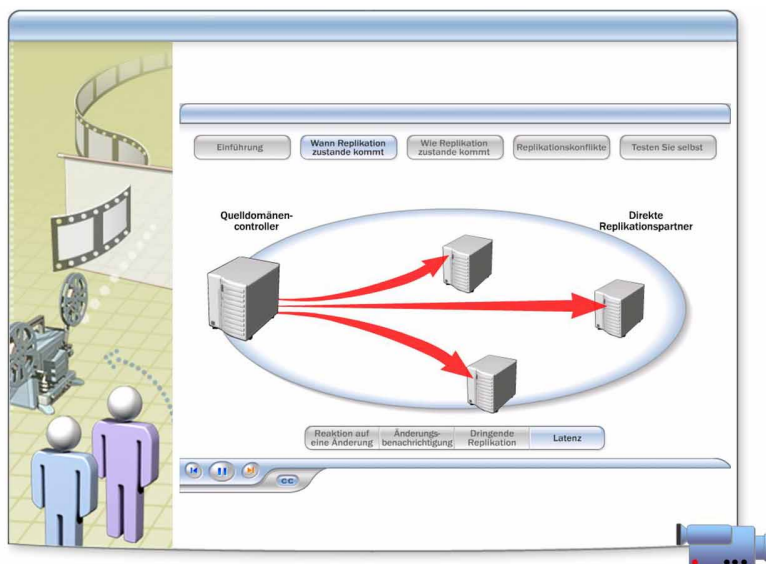 Einführung
Wann Replikation
zustande kommt
Wie Replikation
zustande kommt
Replikationskonflikte
Testen Sie selbst
Quelldomänen-
controller
Direkte
Replikationspartner
Reaktion auf
eine Änderung
Änderungs-
benachrichtigung
Dringende
Replikation
Latenz
CC